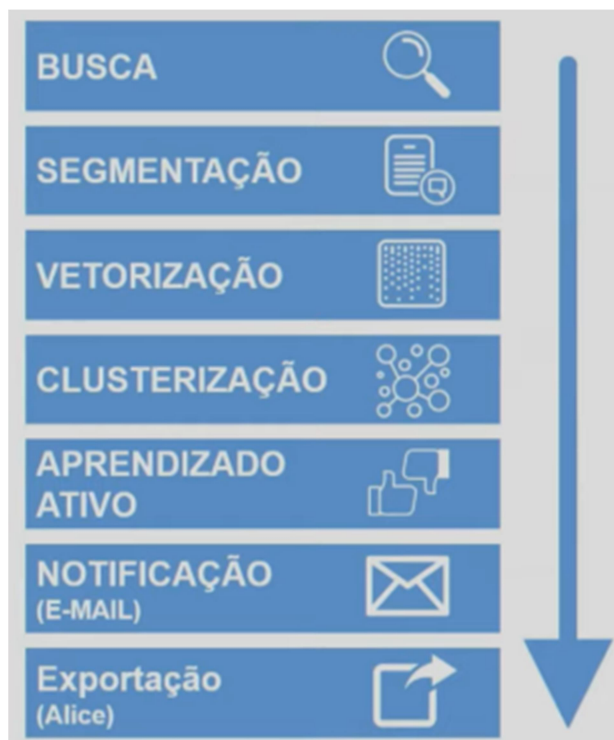 BUSCA
SEGMENTAÇÃO
VETORIZAÇÃO
CLUSTERIZAÇÃO
APRENDIZADO
ATIVO
NOTIFICAÇÃO
(E-MAIL)
Exportação
(Alice)